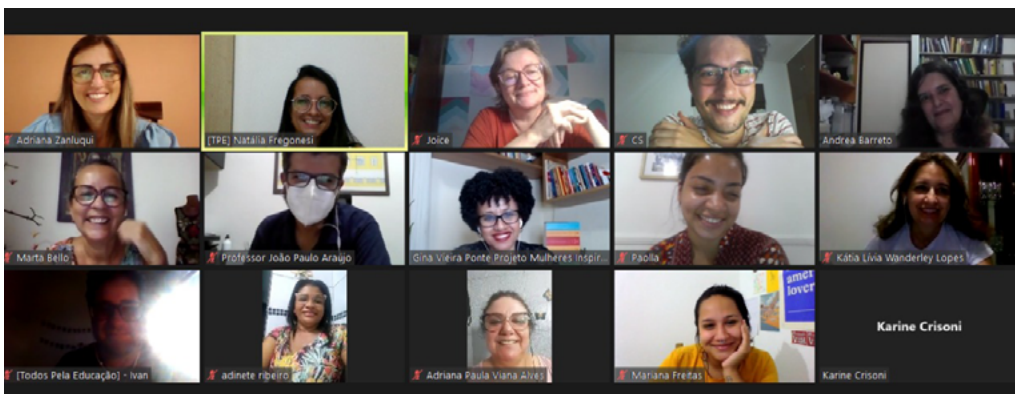 Adriana Zanluqui
[TPE] Natália Fregonesi
Joice
CS
Andrea Barreto
Marta Bello
Professor João Paulo Araújo
Gina Vieira Ponte Projeto Mulheres Inspir...
Paolla
Kátia Lívia Wanderley Lopes
amei
lover
[Todos Pela Educação] - Ivan
adinete ribeiro
Adriana Paula Viana Alves
Mariana Freitas
Karine Crisoni
Karine Crisoni